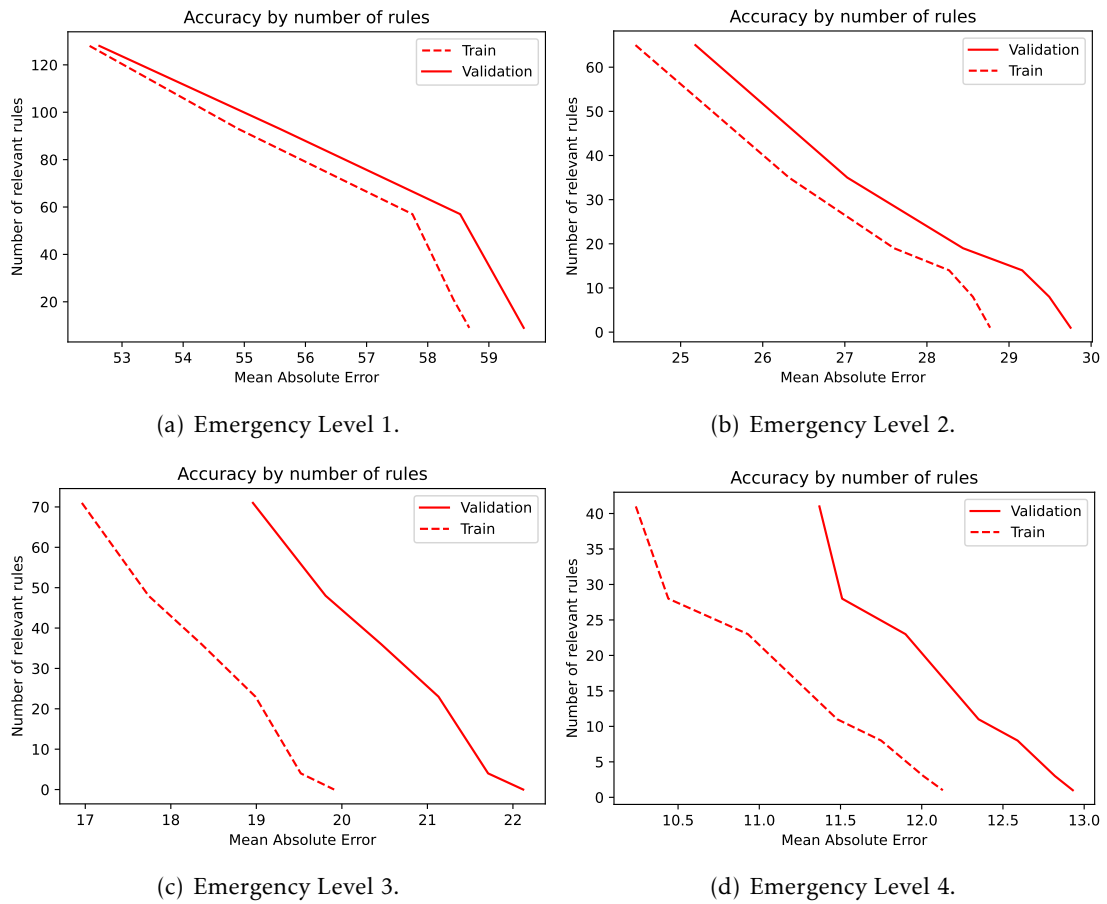 Accuracy by number of rules
Train
Validation
Number of relevant rules
120
100
80
60
40
20
53 54 55 56 57 58 59
Mean Absolute Error
(a) Emergency Level 1.
Accuracy by number of rules
Validation
Train
Number of relevant rules
60
50
40
30
20
10
0
25 26 27 28 29 30
Mean Absolute Error
(b) Emergency Level 2.
Accuracy by number of rules
Validation
Train
Number of relevant rules
70
60
50
40
30
20
10
0
17 18 19 20 21 22
Mean Absolute Error
(c) Emergency Level 3.
Accuracy by number of rules
Validation
Train
Number of relevant rules
40
35
30
25
20
15
10
5
0
10.5 11.0 11.5 12.0 12.5 13.0
Mean Absolute Error
(d) Emergency Level 4.